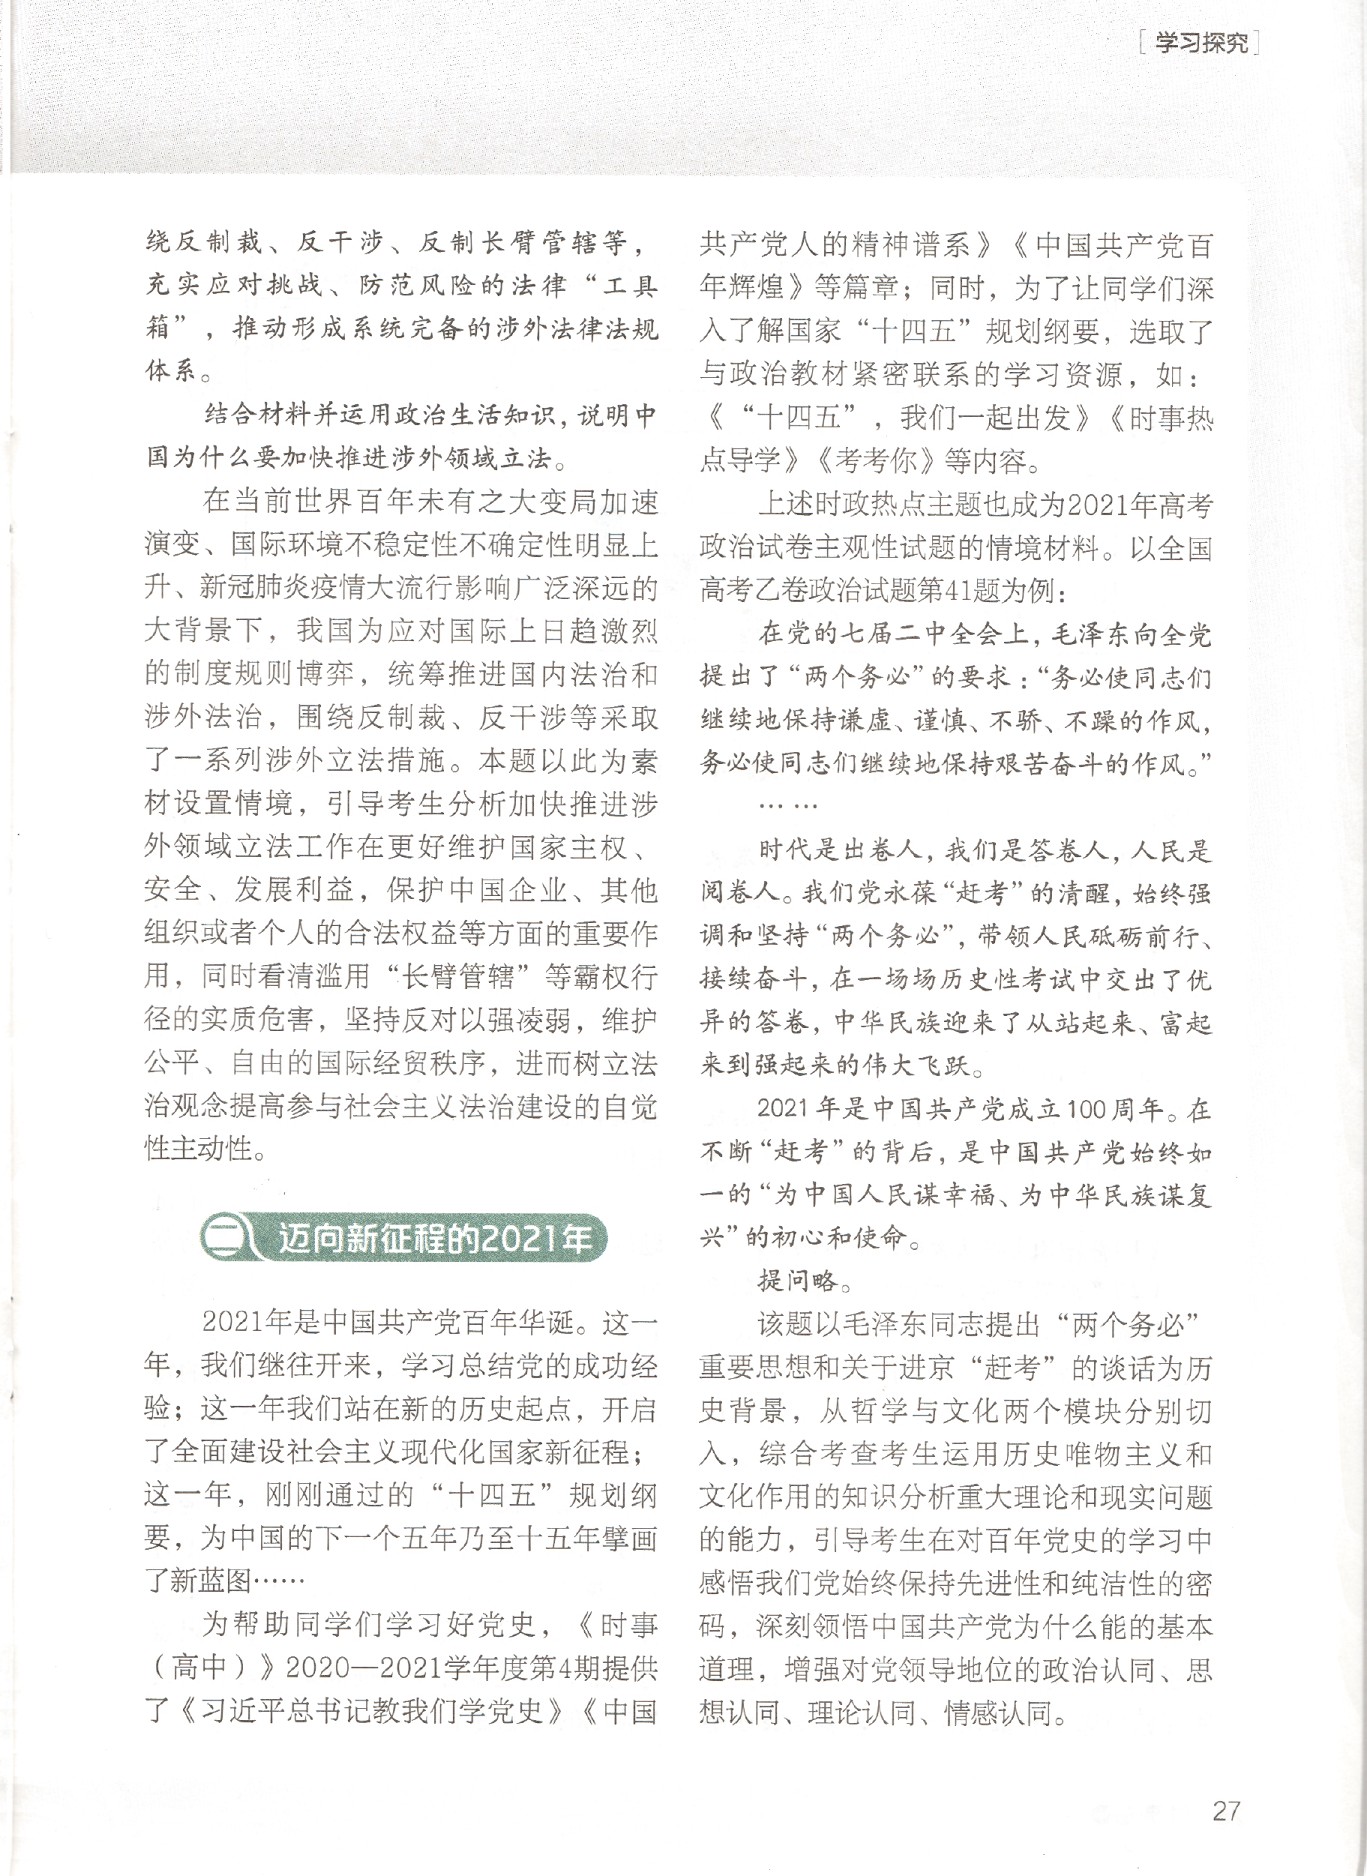 [学习探究]
绕反制裁、反干涉、反制长臂管辖等，
充实应对挑战、防范风险的法律“工具
箱”，推动形成系统完备的涉外法律法规
体系。
结合材料并运用政治生活知识，说明中
国为什么要加快推进涉外领域立法。
在当前世界百年未有之大变局加速
演变、国际环境不稳定性不确定性明显上
升、新冠肺炎疫情大流行影响广泛深远的
大背景下，我国为应对国际上日趋激烈
的制度规则博弈，统筹推进国内法治和
涉外法治，围绕反制裁、反干涉等采取
了一系列涉外立法措施。本题以此为素
材设置情境，引导考生分析加快推进涉
外领域立法工作在更好维护国家主权、
安全、发展利益，保护中国企业、其他
组织或者个人的合法权益等方面的重要作
用，同时看清滥用“长臂管辖”等霸权行
径的实质危害，坚持反对以强凌弱，维护
公平、自由的国际经贸秩序，进而树立法
治观念提高参与社会主义法治建设的自觉
性主动性。
二 迈向新征程的2021年
2021年是中国共产党百年华诞。这一
年，我们继往开来，学习总结党的成功经
验；这一年我们站在新的历史起点，开启
了全面建设社会主义现代化国家新征程；
这一年，刚刚通过的“十四五”规划纲
要，为中国的下一个五年乃至十五年擘画
了新蓝图……
为帮助同学们学习好党史，《时事
（高中）》2020—2021学年度第4期提供
了《习近平总书记教我们学党史》《中国
共产党人的精神谱系》《中国共产党百
年辉煌》等篇章；同时，为了让同学们深
入了解国家“十四五”规划纲要，选取了
与政治教材紧密联系的学习资源，如：
《“十四五”，我们一起出发》《时事热
点导学》《考考你》等内容。
上述时政热点主题也成为2021年高考
政治试卷主观性试题的情境材料。以全国
高考乙卷政治试题第41题为例：
在党的七届二中全会上，毛泽东向全党
提出了“两个务必”的要求：“务必使同志们
继续地保持谦虚、谨慎、不骄、不躁的作风，
务必使同志们继续地保持艰苦奋斗的作风。”
……
时代是出卷人，我们是答卷人，人民是
阅卷人。我们党永葆“赶考”的清醒，始终强
调和坚持“两个务必”，带领人民砥砺前行、
接续奋斗，在一场场历史性考试中交出了优
异的答卷，中华民族迎来了从站起来、富起
来到强起来的伟大飞跃。
2021年是中国共产党成立100周年。在
不断“赶考”的背后，是中国共产党始终如
一的“为中国人民谋幸福、为中华民族谋复
兴”的初心和使命。
提问略。
该题以毛泽东同志提出“两个务必”
重要思想和关于进京“赶考”的谈话为历
史背景，从哲学与文化两个模块分别切
入，综合考查考生运用历史唯物主义和
文化作用的知识分析重大理论和现实问题
的能力，引导考生在对百年党史的学习中
感悟我们党始终保持先进性和纯洁性的密
码，深刻领悟中国共产党为什么能的基本
道理，增强对党领导地位的政治认同、思
想认同、理论认同、情感认同。
27